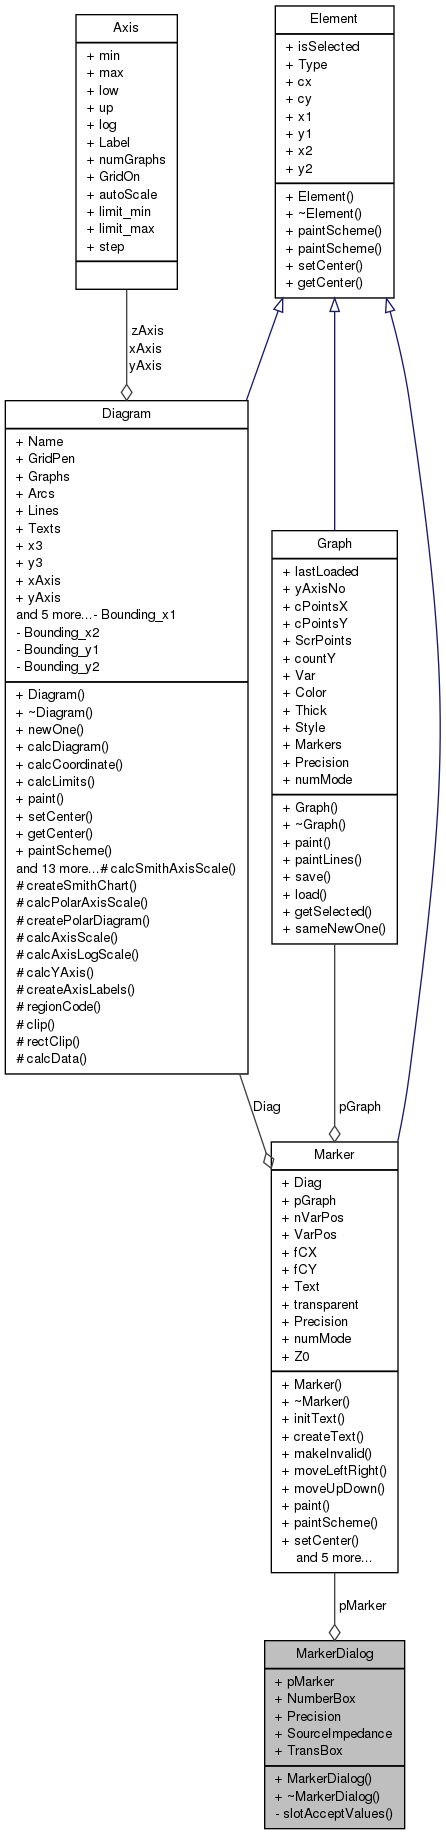 Axis
+ min
+ max
+ low
+ up
+ log
+ Label
+ numGraphs
+ GridOn
+ autoScale
+ limit_min
+ limit_max
+ step
Element
+ isSelected
+ Type
+ cx
+ cy
+ x1
+ y1
+ x2
+ y2
+ Element()
+ ~Element()
+ paintScheme()
+ paintScheme()
+ setCenter()
+ getCenter()
zAxis
xAxis
yAxis
Diagram
+ Name
+ GridPen
+ Graphs
+ Arcs
+ Lines
+ Texts
+ x3
+ y3
+ xAxis
+ yAxis
and 5 more...- Bounding_x1
- Bounding_x2
- Bounding_y1
- Bounding_y2
+ Diagram()
+ ~Diagram()
+ newOne()
+ calcDiagram()
+ calcCoordinate()
+ calcLimits()
+ paint()
+ setCenter()
+ getCenter()
+ paintScheme()
and 13 more...# calcSmithAxisScale()
# createSmithChart()
# calcPolarAxisScale()
# createPolarDiagram()
# calcAxisScale()
# calcAxisLogScale()
# calcYAxis()
# createAxisLabels()
# regionCode()
# clip()
# rectClip()
# calcData()
Graph
+ lastLoaded
+ yAxisNo
+ cPointsX
+ cPointsY
+ ScrPoints
+ countY
+ Var
+ Color
+ Thick
+ Style
+ Markers
+ Precision
+ numMode
+ Graph()
+ ~Graph()
+ paint()
+ paintLines()
+ save()
+ load()
+ getSelected()
+ sameNewOne()
Diag
pGraph
Marker
+ Diag
+ pGraph
+ nVarPos
+ VarPos
+ fCX
+ fCY
+ Text
+ transparent
+ Precision
+ numMode
+ Z0
+ Marker()
+ ~Marker()
+ initText()
+ createText()
+ makeInvalid()
+ moveLeftRight()
+ moveUpDown()
+ paint()
+ paintScheme()
+ setCenter()
and 5 more...
pMarker
MarkerDialog
+ pMarker
+ NumberBox
+ Precision
+ SourceImpedance
+ TransBox
+ MarkerDialog()
+ ~MarkerDialog()
- slotAcceptValues()